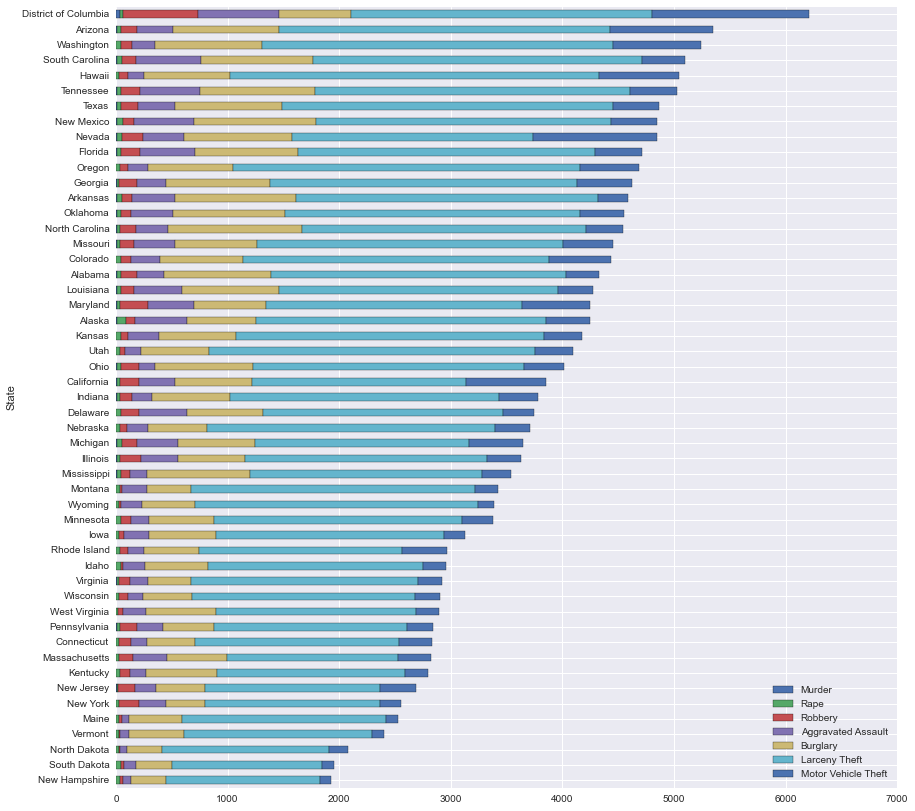 District of Columbia
Arizona
Washington
South Carolina
Hawaii
Tennessee
Texas
New Mexico
Nevada
Florida
Oregon
Georgia
Arkansas
Oklahoma
North Carolina
Missouri
Colorado
Alabama
Louisiana
Maryland
Alaska
Kansas
Utah
Ohio
California
Indiana
Delaware
Nebraska
Michigan
Illinois
Mississippi
Montana
Wyoming
Minnesota
Iowa
Rhode Island
Idaho
Virginia
Wisconsin
West Virginia
Pennsylvania
Connecticut
Massachusetts
Kentucky
New Jersey
New York
Maine
Vermont
North Dakota
South Dakota
New Hampshire
State
0 1000 2000 3000 4000 5000 6000 7000
Murder
Rape
Robbery
Aggravated Assault
Burglary
Larceny Theft
Motor Vehicle Theft